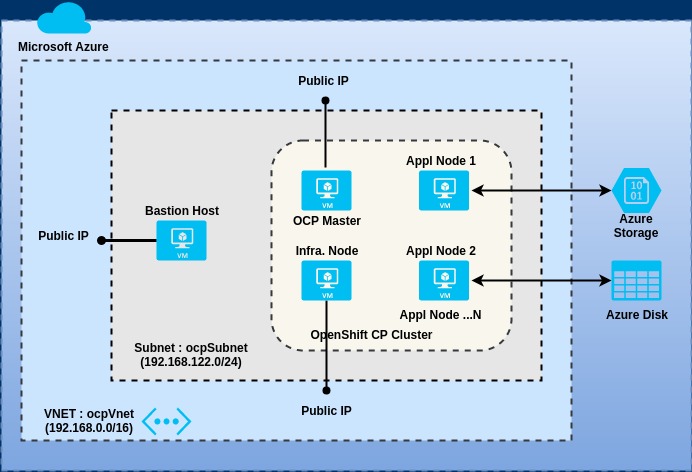 Microsoft Azure
Public IP
Appl Node 1
VM
VM
OCP Master
10
01
Azure
Storage
Bastion Host
Public IP
VM
Infra. Node
Appl Node 2
VM
VM
Appl Node ...N
Azure Disk
OpenShift CP Cluster
Subnet : ocpSubnet
(192.168.122.0/24)
Public IP
VNET : ocpVnet
(192.168.0.0/16)